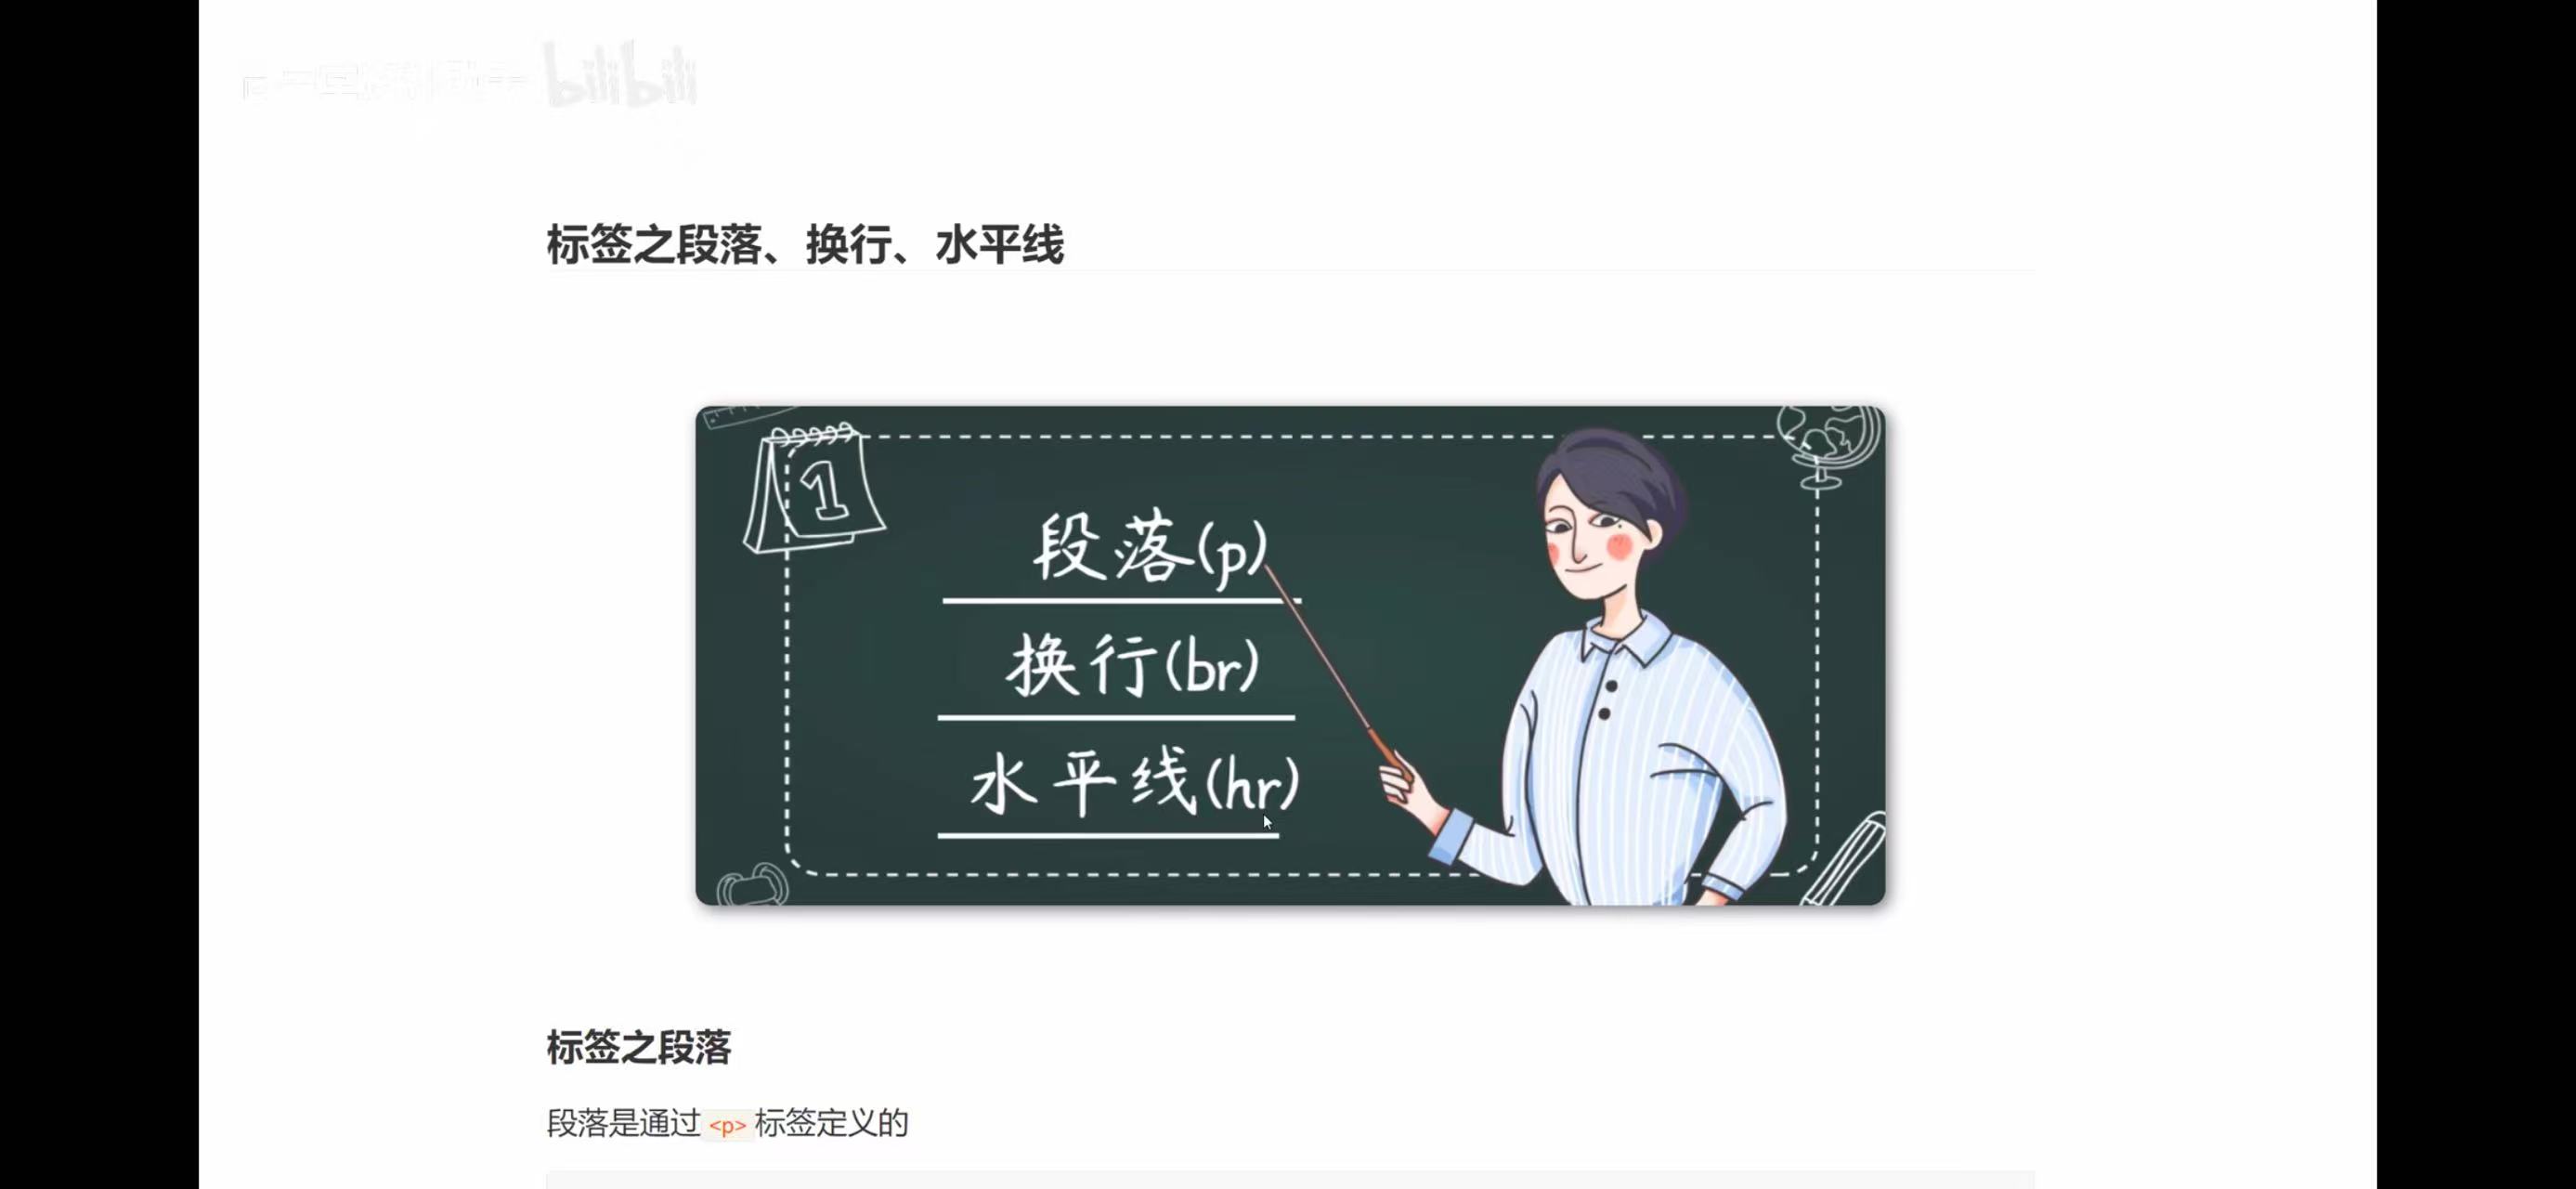 bilibili
标签之段落、换行、水平线
1
段落(p)
换行(br)
水平线(hr)
标签之段落
段落是通过<p>标签定义的